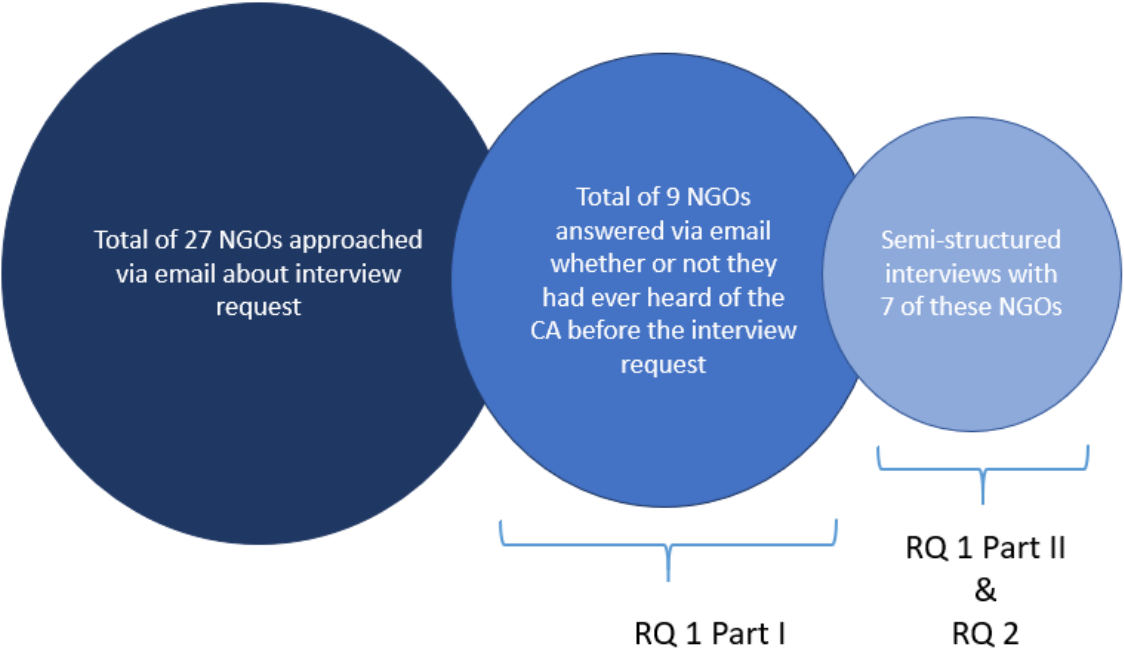 Total of 27 NGOs approached
via email about interview
request
Total of 9 NGOs
answered via email
whether or not they
had ever heard of the
CA before the interview
request
Semi-structured
interviews with
7 of these NGOs
RQ 1 Part I
RQ 1 Part II
&
RQ 2